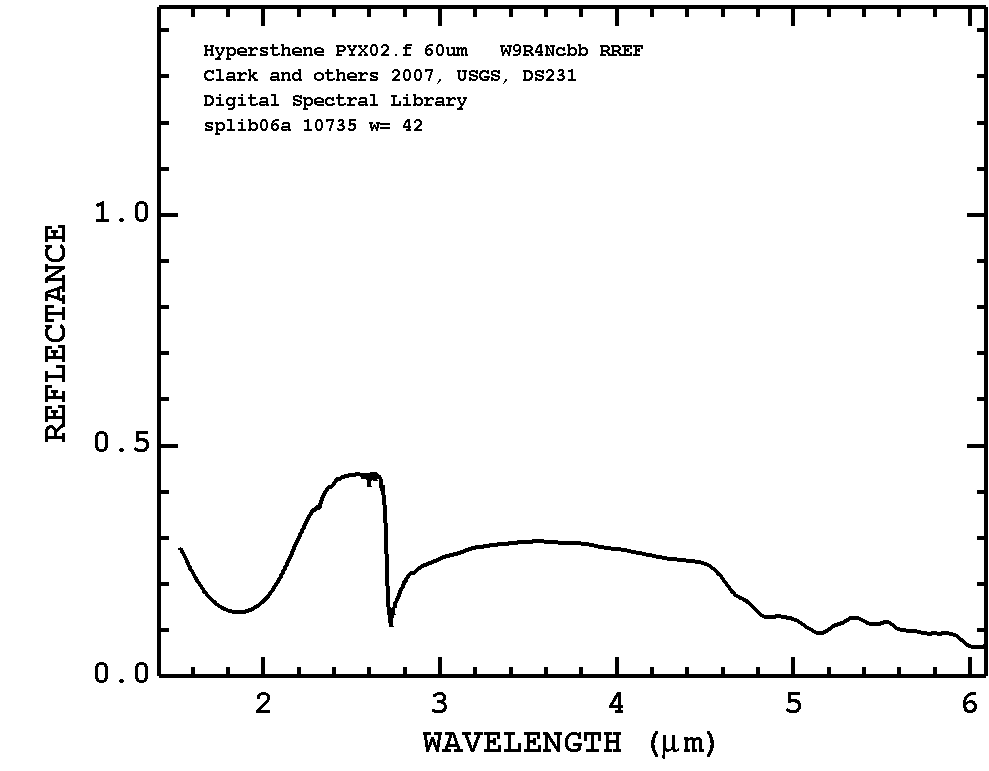 Hypersthene PYX02.f 60um W9R4Ncbb RREF
Clark and others 2007, USGS, DS231
Digital Spectral Library
splib06a 10735 w= 42
REFLECTANCE
1.0
0.5
0.0
2 3 4 5 6
WAVELENGTH (μm)